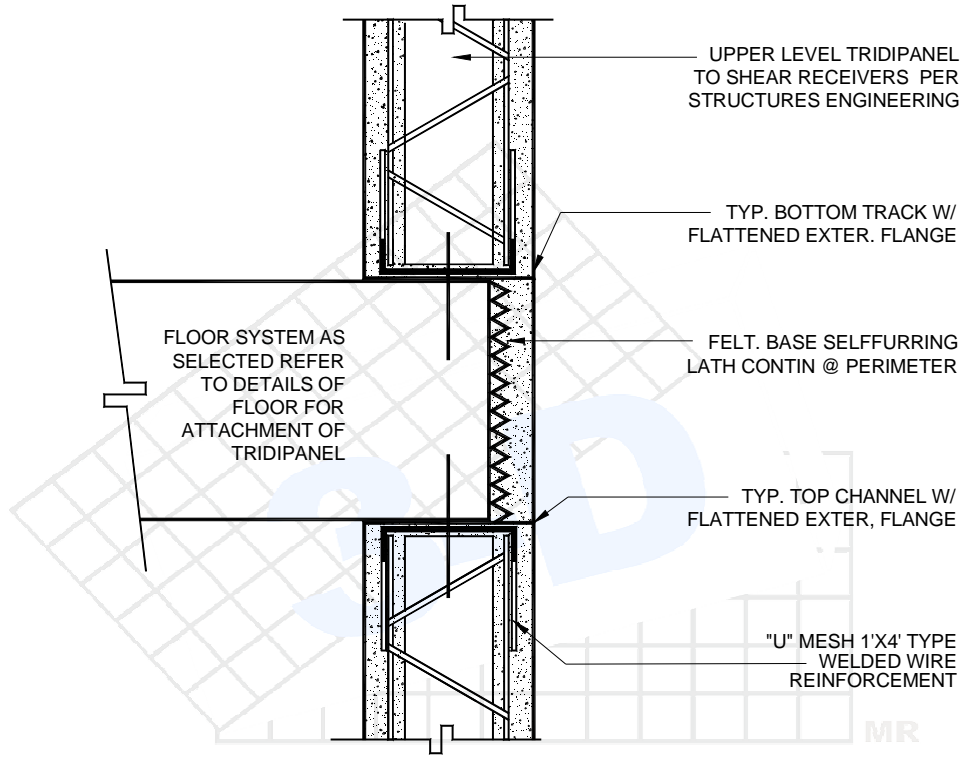 UPPER LEVEL TRIDIPANEL
TO SHEAR RECEIVERS PER
STRUCTURES ENGINEERING
TYP. BOTTOM TRACK W/
FLATTENED EXTER. FLANGE
FLOOR SYSTEM AS
SELECTED REFER
TO DETAILS OF
FLOOR FOR
ATTACHMENT OF
TRIDIPANEL
FELT. BASE SELFFURRING
LATH CONTIN @ PERIMETER
3-D
TYP. TOP CHANNEL W/
FLATTENED EXTER, FLANGE
"U" MESH 1'X4' TYPE
WELDED WIRE
REINFORCEMENT
MR